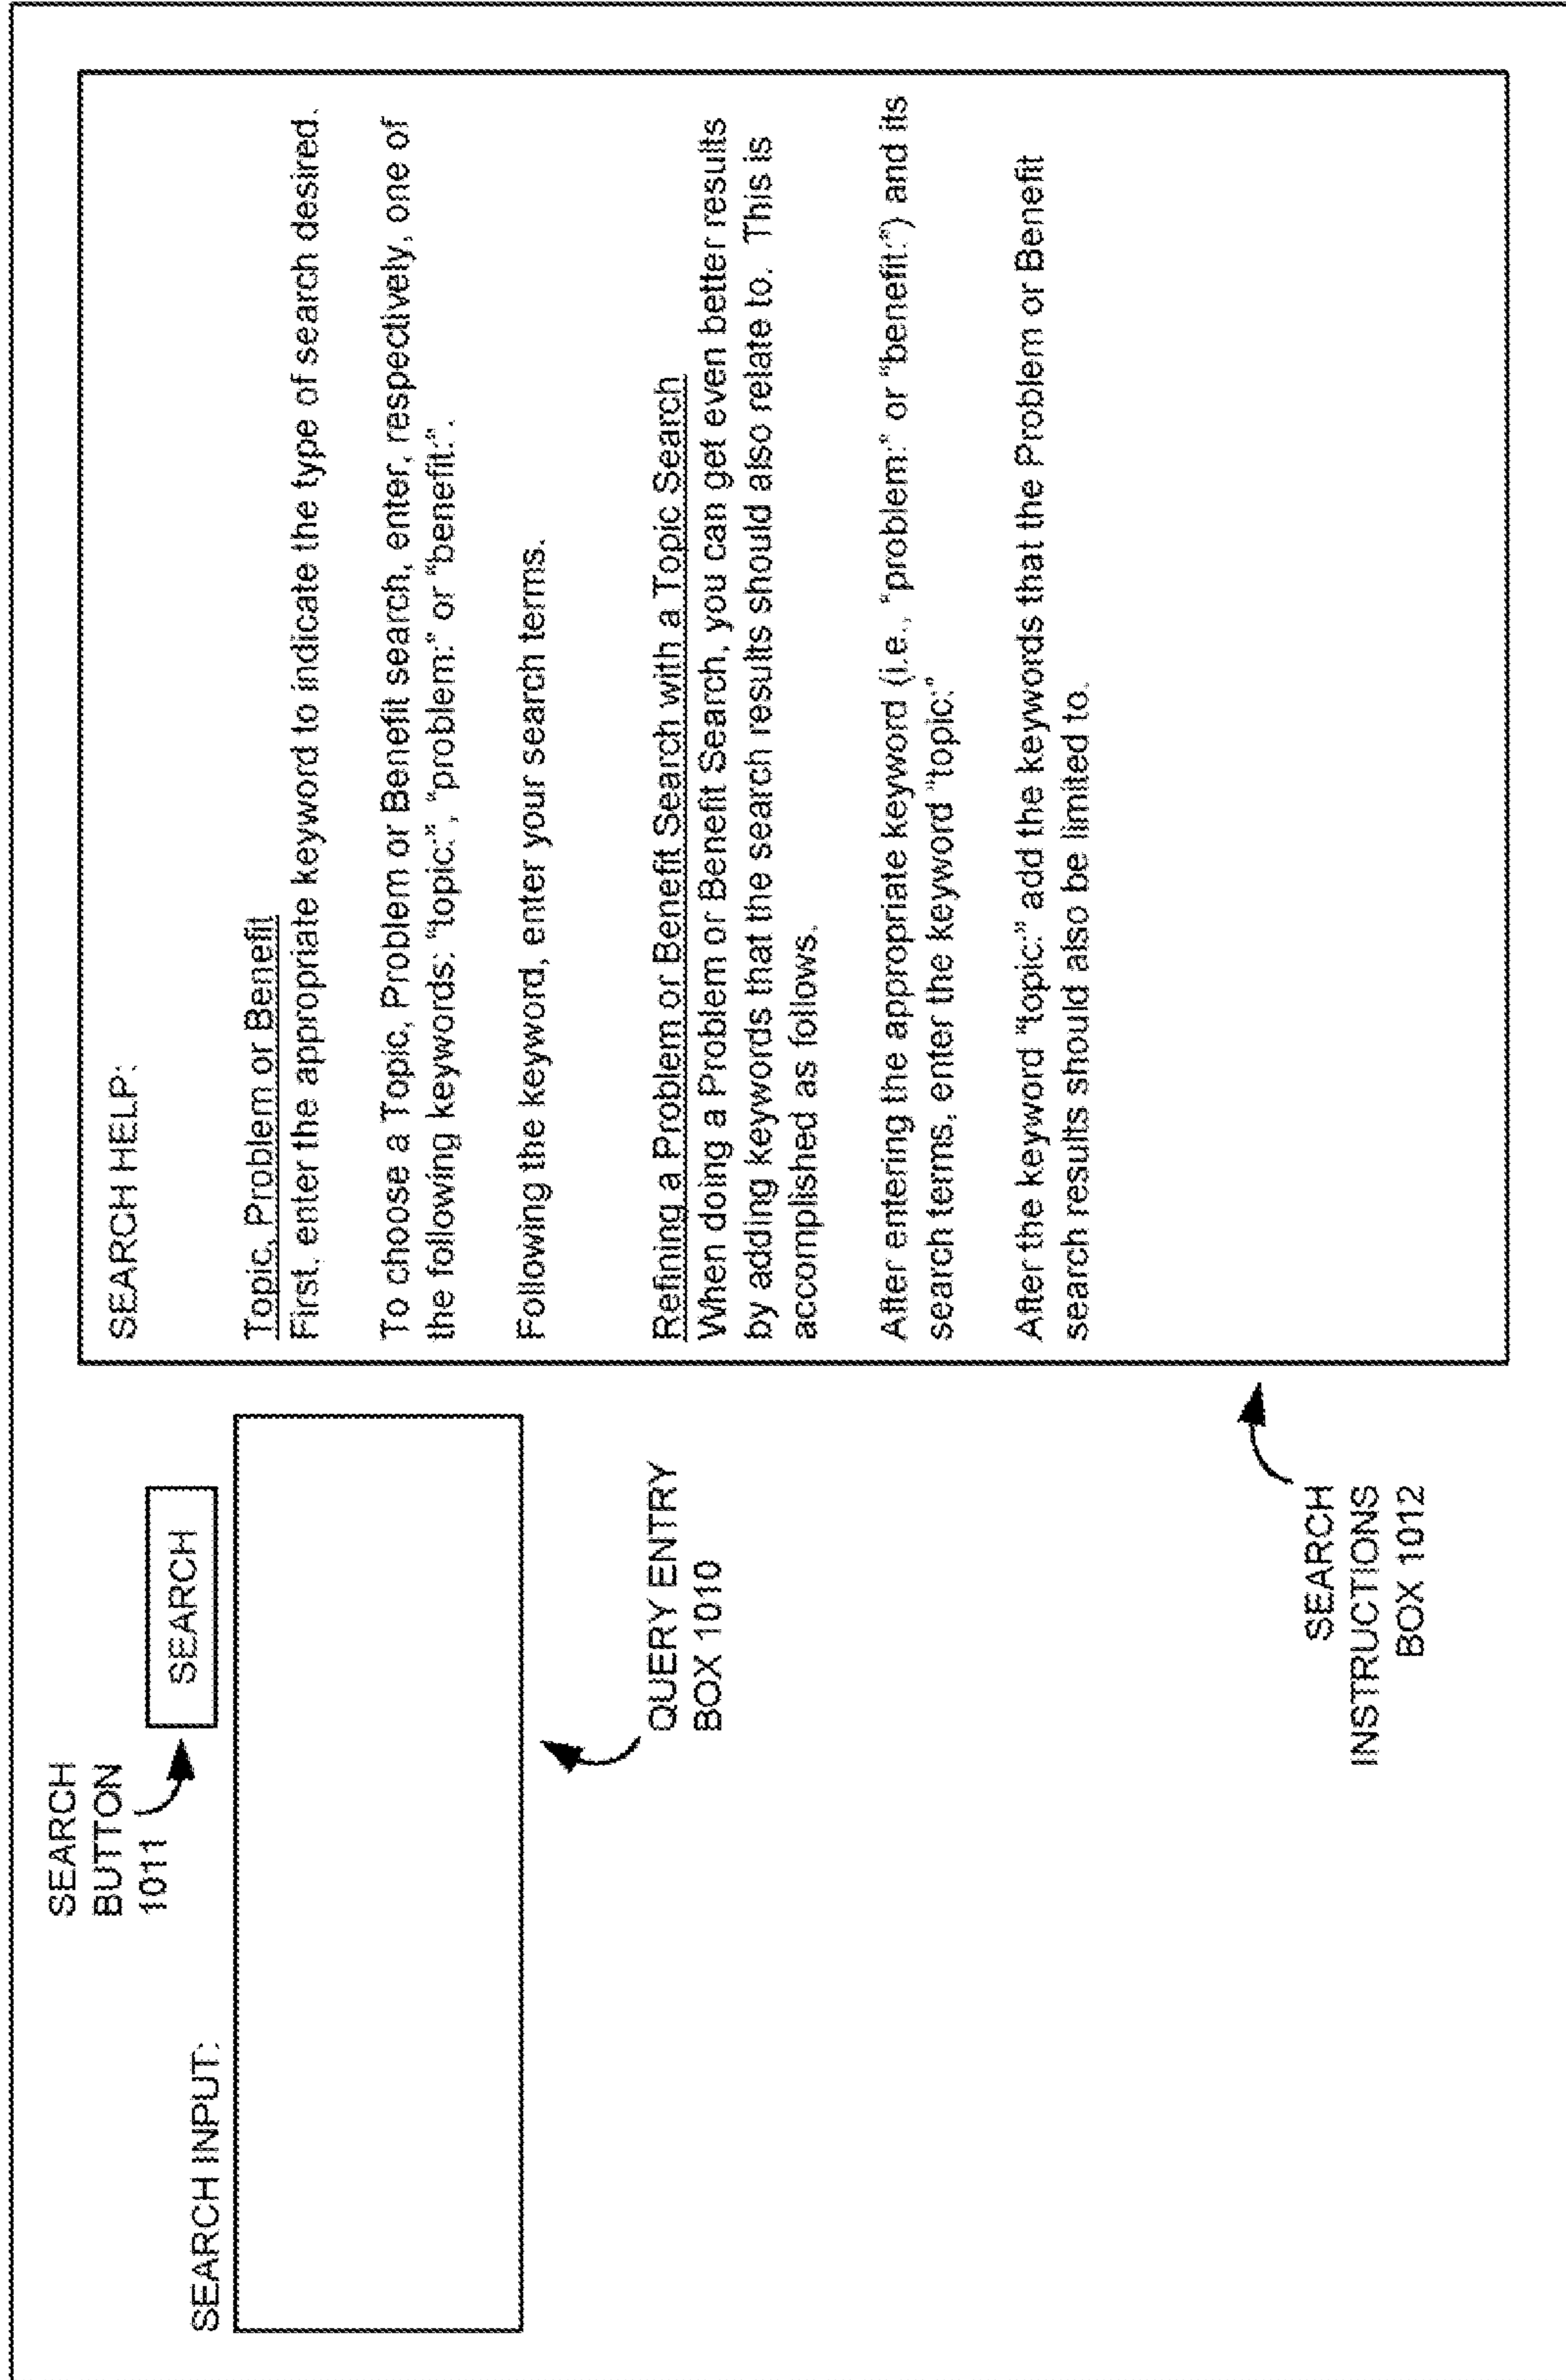 SEARCH
BUTTON
1011
SEARCH INPUT:
SEARCH
QUERY ENTRY
BOX 1010
SEARCH
INSTRUCTIONS
BOX 1012
SEARCH HELP:
Topic, Problem or Benefit
First, enter the appropriate keyword to indicate the type of search desired.
To choose a Topic, Problem or Benefit search, enter, respectively, one of
the following keywords: "topic:", "problem:" or "benefit:".
Following the keyword, enter your search terms.
Refining a Problem or Benefit Search with a Topic Search
When doing a Problem or Benefit Search, you can get even better results
by adding keywords that the search results should also relate to.  This is
accomplished as follows.
After entering the appropriate keyword (i.e., "problem:" or "benefit:") and its
search terms, enter the keyword "topic:"
After the keyword "topic:" add the keywords that the Problem or Benefit
search results should also be limited to.